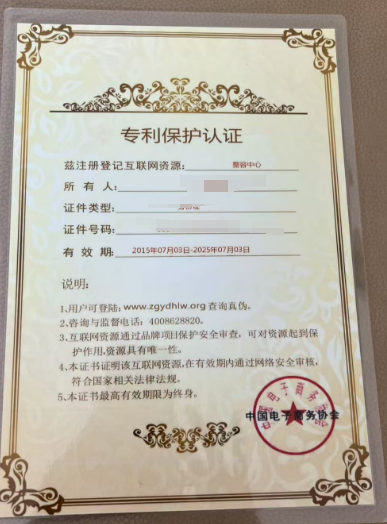 专利保护认证
兹注册登记互联网资源: 整容中心
所 有 人:
证件类型:
证件号码:
有 效 期: 2015年07月03日-2025年07月03日
说明:
1、用户可登陆: www.zgydhlw.org 查询真伪。
2、咨询与监督电话: 4008628820。
3、互联网资源通过品牌项目保护安全审查, 可对资源起到保
护作用,资源具有唯一性。
4、本证书证明该互联网资源,在有效期内通过网络安全审核,
符合国家相关法律法规。
5、本证书最高有效期限为终身。
中国电子商务协会